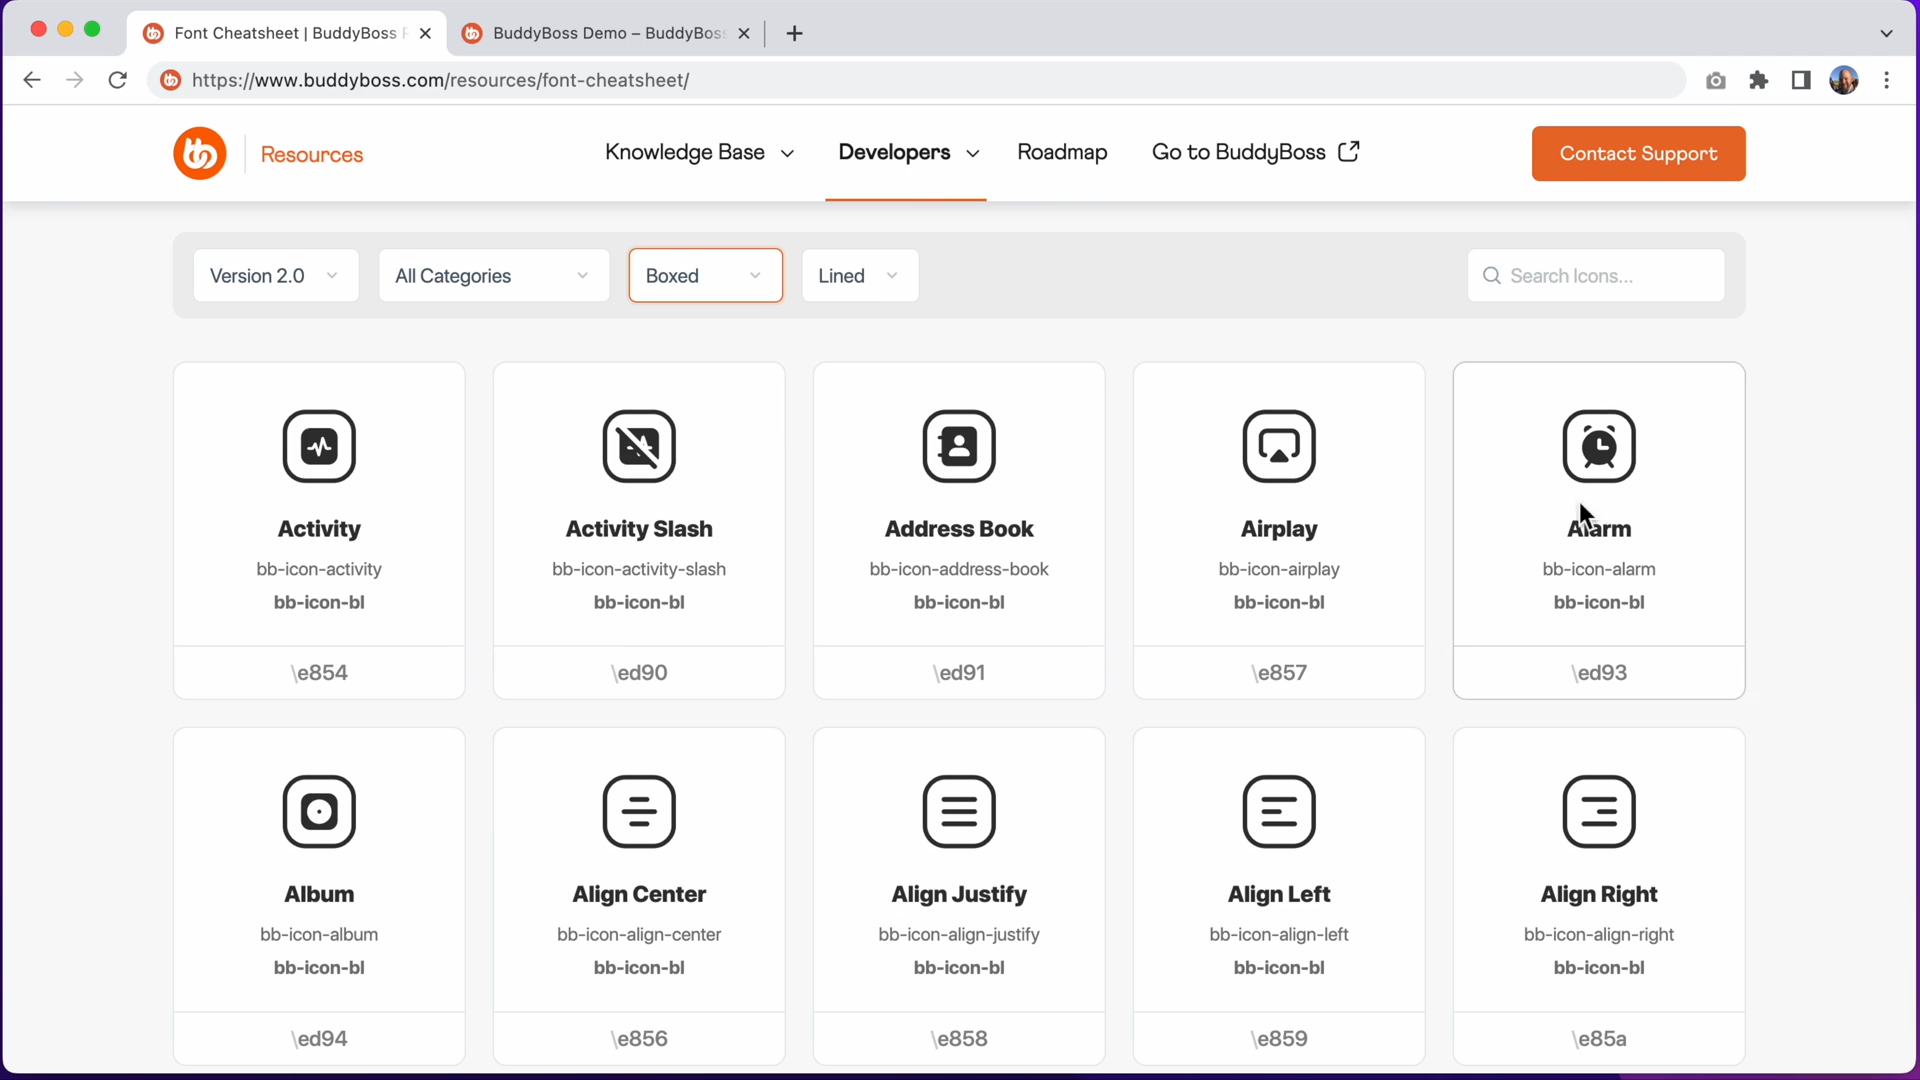 Font Cheatsheet | BuddyBoss
BuddyBoss Demo – BuddyBos
https://www.buddyboss.com/resources/font-cheatsheet/
Resources
Knowledge Base
Developers
Roadmap
Go to BuddyBoss
Contact Support
Version 2.0
All Categories
Boxed
Lined
Search Icons...
Activity
bb-icon-activity
bb-icon-bl
\e854
Activity Slash
bb-icon-activity-slash
bb-icon-bl
\ed90
Address Book
bb-icon-address-book
bb-icon-bl
\ed91
Airplay
bb-icon-airplay
bb-icon-bl
\e857
Alarm
bb-icon-alarm
bb-icon-bl
\ed93
Album
bb-icon-album
bb-icon-bl
\ed94
Align Center
bb-icon-align-center
bb-icon-bl
\e856
Align Justify
bb-icon-align-justify
bb-icon-bl
\e858
Align Left
bb-icon-align-left
bb-icon-bl
\e859
Align Right
bb-icon-align-right
bb-icon-bl
\e85a